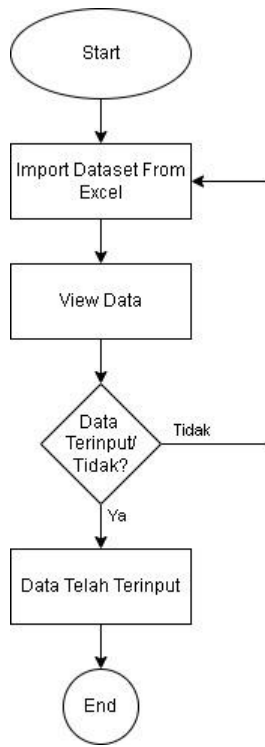 Start
Import Dataset From
Excel
View Data
Data
Terinput/
Tidak?
Tidak
Ya
Data Telah Terinput
End